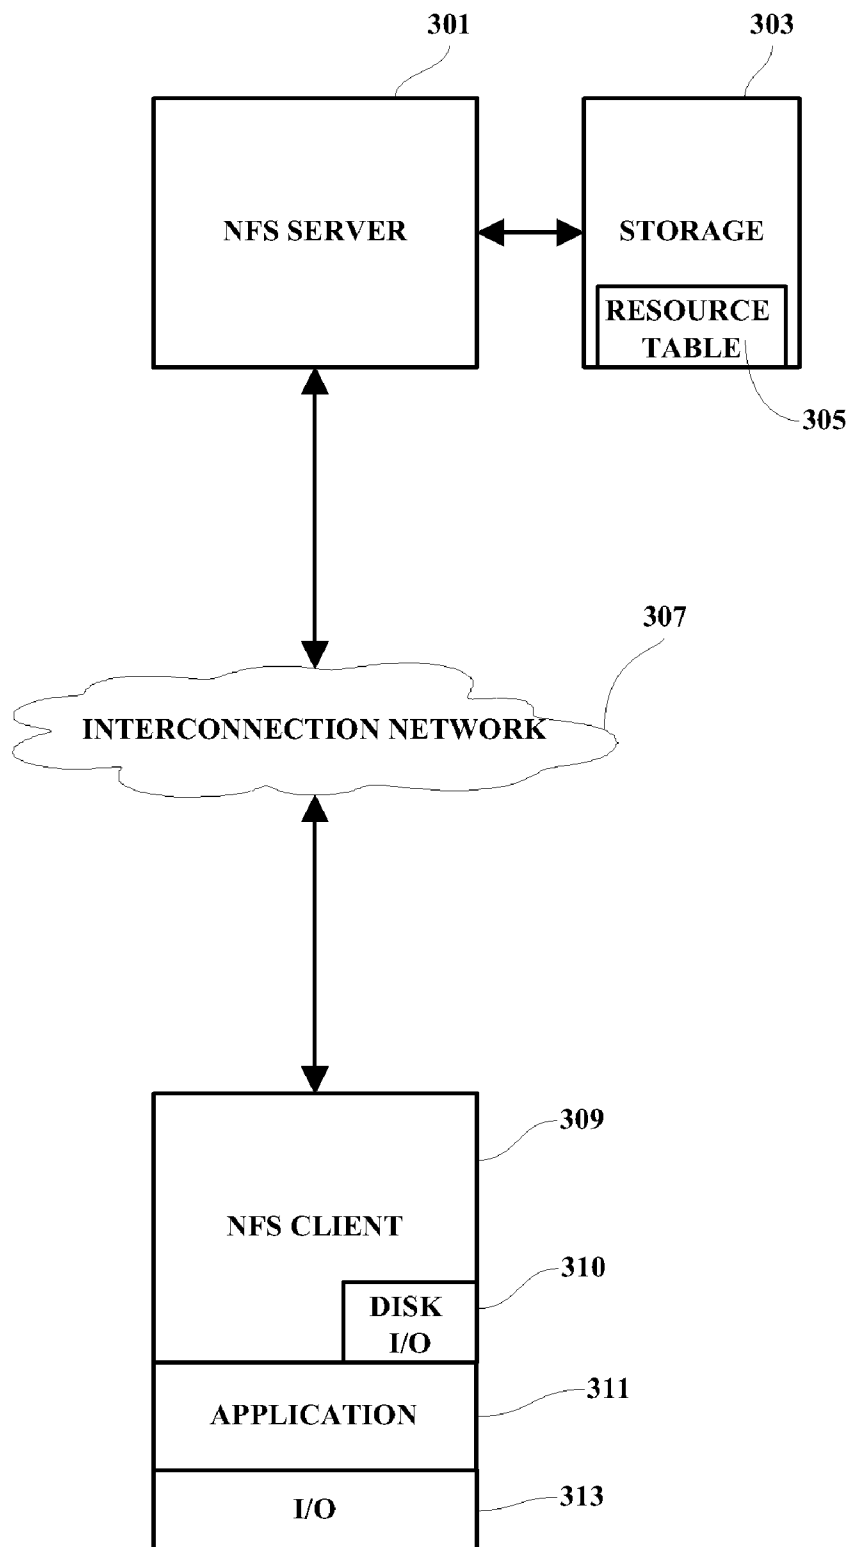 301
303
NFS SERVER
STORAGE
RESOURCE
TABLE
305
307
INTERCONNECTION NETWORK
309
NFS CLIENT
310
DISK
I/O
311
APPLICATION
313
I/O